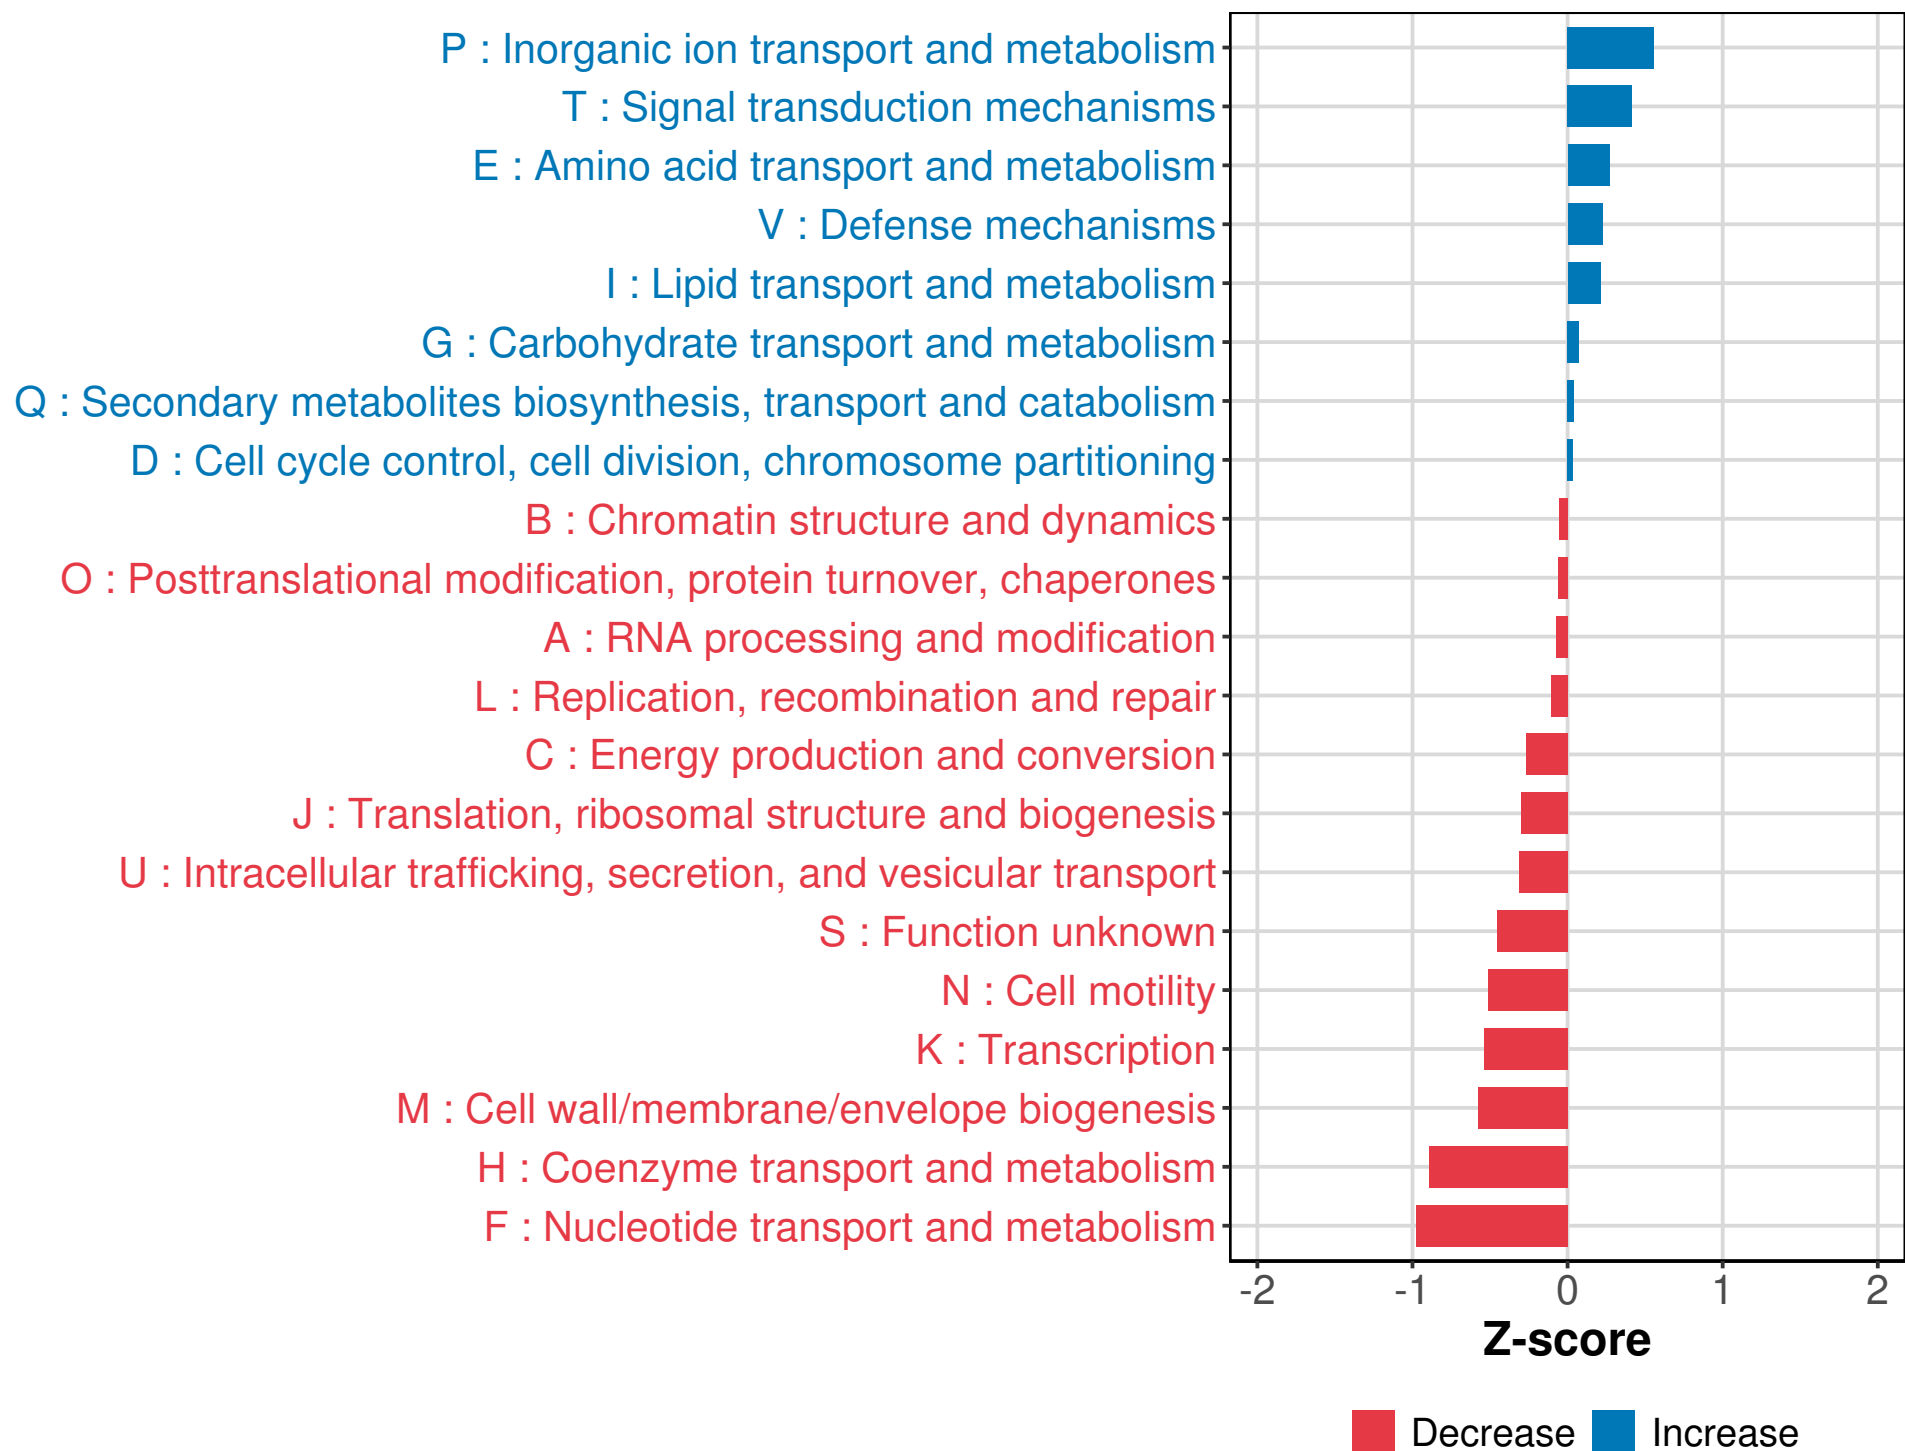 P : Inorganic ion transport and metabolism
T : Signal transduction mechanisms
E : Amino acid transport and metabolism
V : Defense mechanisms
I : Lipid transport and metabolism
G : Carbohydrate transport and metabolism
Q : Secondary metabolites biosynthesis, transport and catabolism
D : Cell cycle control, cell division, chromosome partitioning
B : Chromatin structure and dynamics
O : Posttranslational modification, protein turnover, chaperones
A : RNA processing and modification
L : Replication, recombination and repair
C : Energy production and conversion
J : Translation, ribosomal structure and biogenesis
U : Intracellular trafficking, secretion, and vesicular transport
S : Function unknown
N : Cell motility
K : Transcription
M : Cell wall/membrane/envelope biogenesis
H : Coenzyme transport and metabolism
F : Nucleotide transport and metabolism
-2 -1 0 1 2
Z-score
Decrease Increase